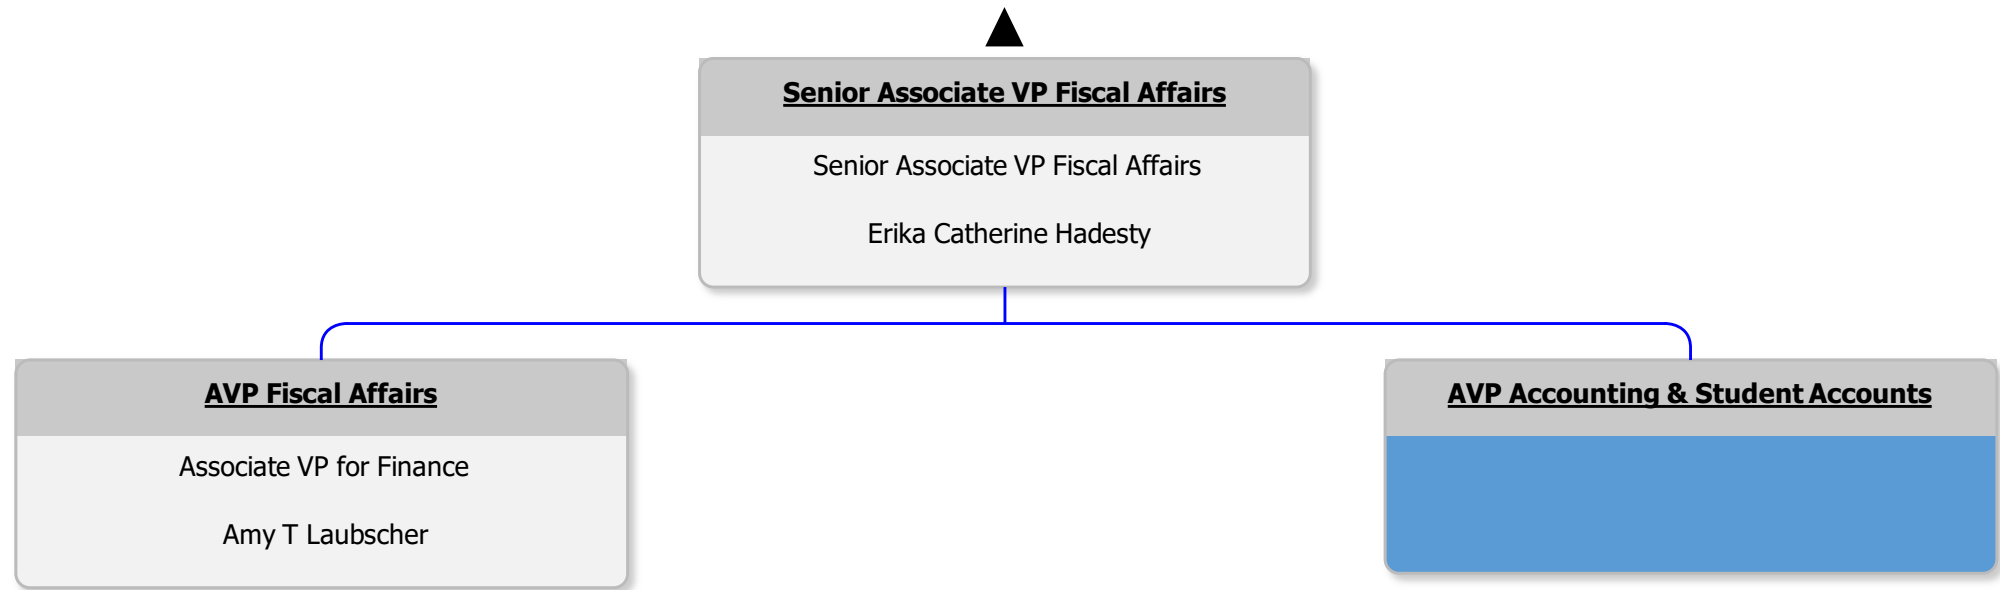 Senior Associate VP Fiscal Affairs
Senior Associate VP Fiscal Affairs
Erika Catherine Hadesty
AVP Fiscal Affairs
Associate VP for Finance
Amy T Laubscher
AVP Accounting & Student Accounts